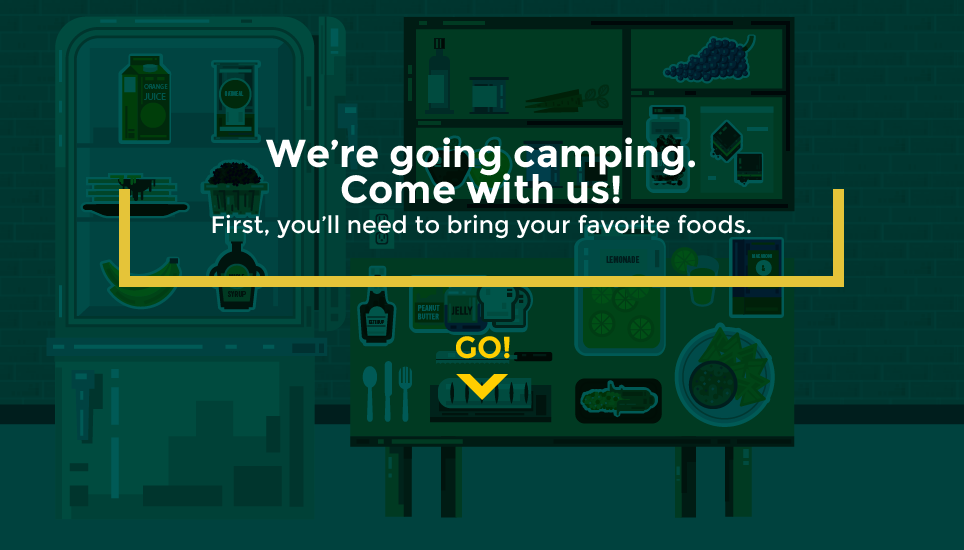 We're going camping.
Come with us!
First, you'll need to bring your favorite foods.
GO!
ORANGE
JUICE
OATMEAL
SYRUP
LEMONADE
KETCHUP
PEANUT
BUTTER
JELLY